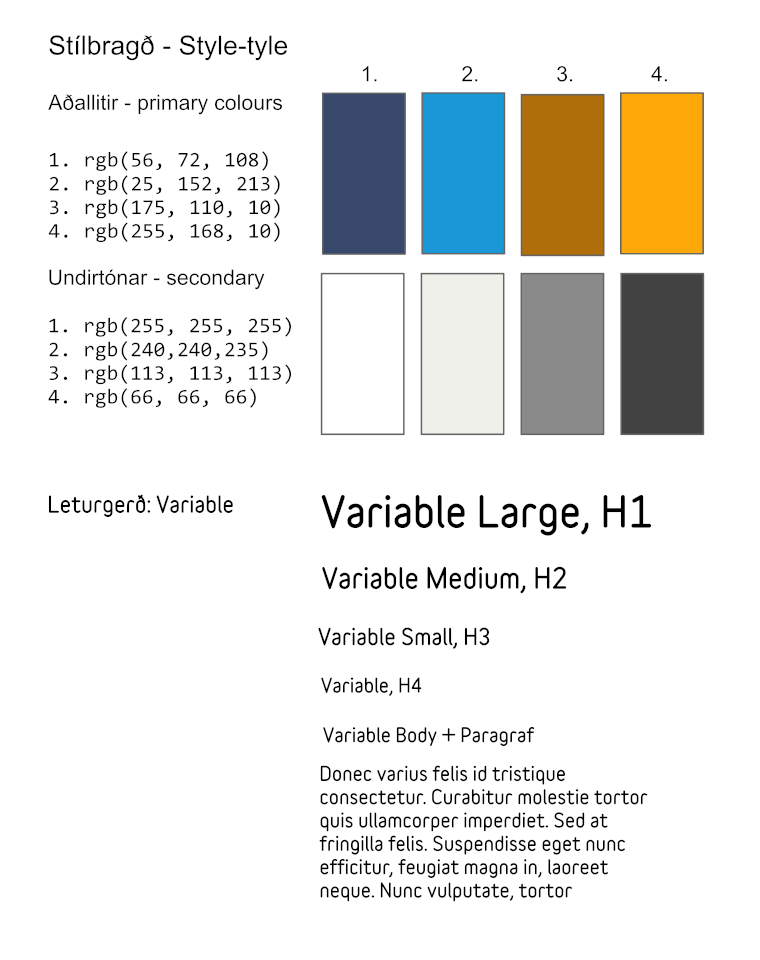 Stílbragð - Style-tyle
1. 2. 3. 4.
Aðallitir - primary colours
1. rgb(56, 72, 108)
2. rgb(25, 152, 213)
3. rgb(175, 110, 10)
4. rgb(255, 168, 10)
Undirtónar - secondary
1. rgb(255, 255, 255)
2. rgb(240,240,235)
3. rgb(113, 113, 113)
4. rgb(66, 66, 66)
Leturgerð: Variable
Variable Large, H1
Variable Medium, H2
Variable Small, H3
Variable, H4
Variable Body + Paragraf
Donec varius felis id tristique
consectetur. Curabitur molestie tortor
quis ullamcorper imperdiet. Sed at
fringilla felis. Suspendisse eget nunc
efficitur, feugiat magna in, laoreet
neque. Nunc vulputate, tortor